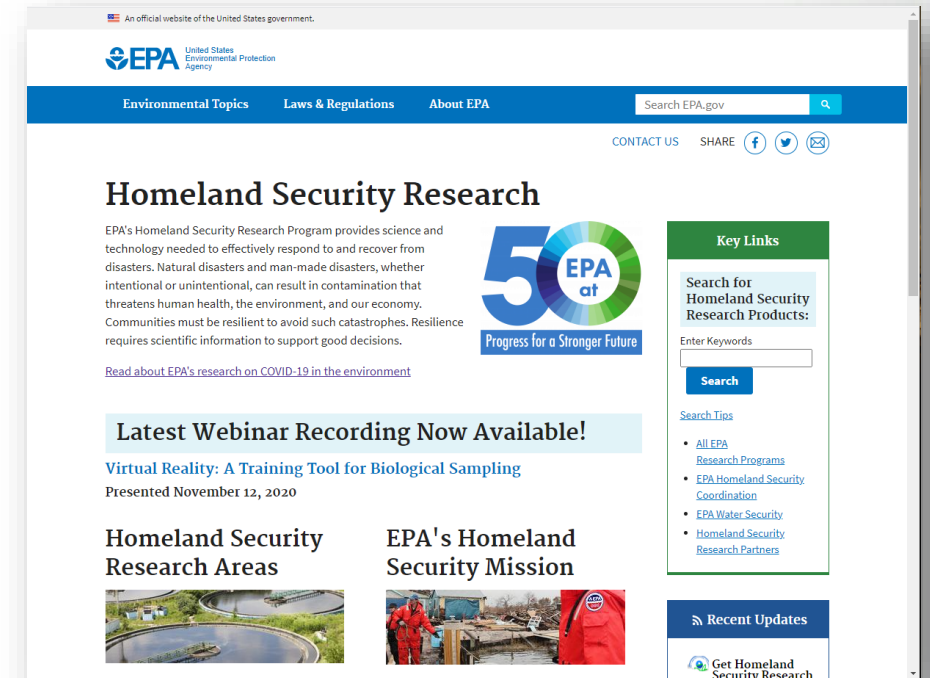 An official website of the United States government.
EPA
United States
Environmental Protection
Agency
Environmental Topics
Laws & Regulations
About EPA
Search EPA.gov
CONTACT US
SHARE
Homeland Security Research
EPA's Homeland Security Research Program provides science and
technology needed to effectively respond to and recover from
disasters. Natural disasters and man-made disasters, whether
intentional or unintentional, can result in contamination that
threatens human health, the environment, and our economy.
Communities must be resilient to avoid such catastrophes. Resilience
requires scientific information to support good decisions.
Read about EPA's research on COVID-19 in the environment
50
EPA
at
Progress for a Stronger Future
Latest Webinar Recording Now Available!
Virtual Reality: A Training Tool for Biological Sampling
Presented November 12, 2020
Homeland Security
Research Areas
EPA's Homeland
Security Mission
EPA
Key Links
Search for
Homeland Security
Research Products:
Enter Keywords
Search
Search Tips
All EPA
Research Programs
EPA Homeland Security
Coordination
EPA Water Security
Homeland Security
Research Partners
Recent Updates
Get Homeland
Security Research